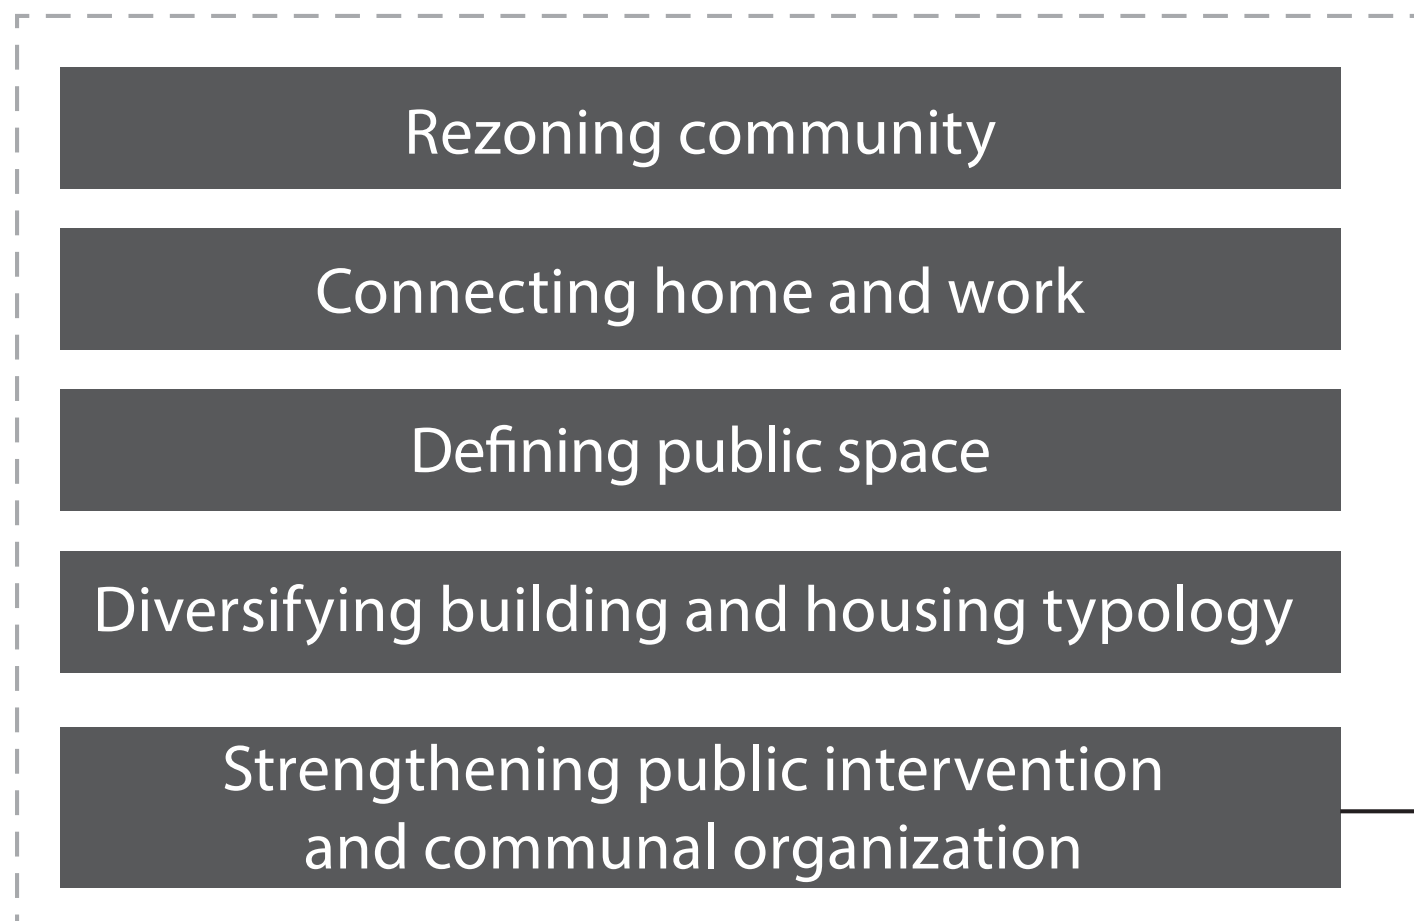 Rezoning community
Connecting home and work
Defining public space
Diversifying building and housing typology
Strengthening public intervention
and communal organization